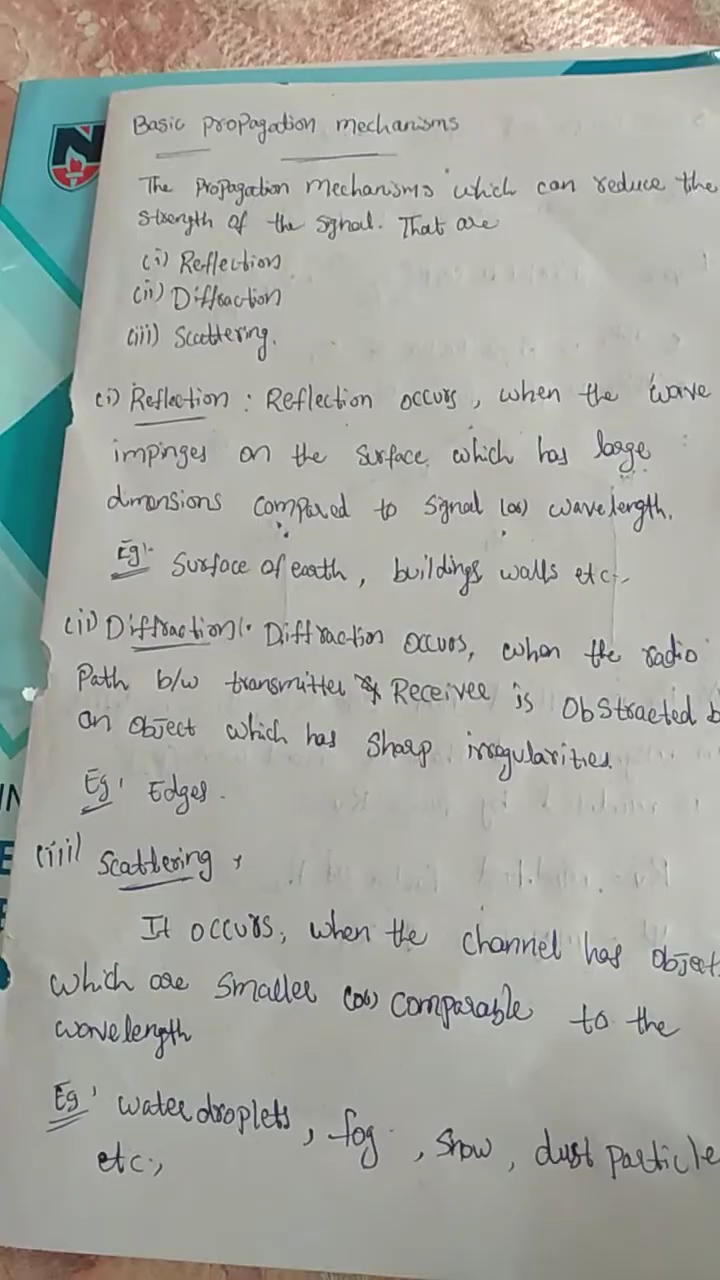 Basic propagation mechanisms
The Propagation mechanisms which can reduce the
strength of the signal. That are
(i) Reflection
(ii) Diffraction
(iii) Scattering.
(i) Reflection : Reflection occurs, when the wave
impinges on the surface which has large
dmensions compared to signal (or) wavelength.
Eg:- Surface of earth, buildings walls etc.,
(ii) Diffraction: Diffraction occurs, when the radio
Path b/w transmitter & Receiver is Obstracted b
an object which has sharp irregularities.
Eg: Edges.
(iii) Scattering:
It occurs, when the channel has object
which are smaller (or) comparable to the
wavelength
Eg: water droplets, fog, snow, dust particle
etc.,
N
IN
E